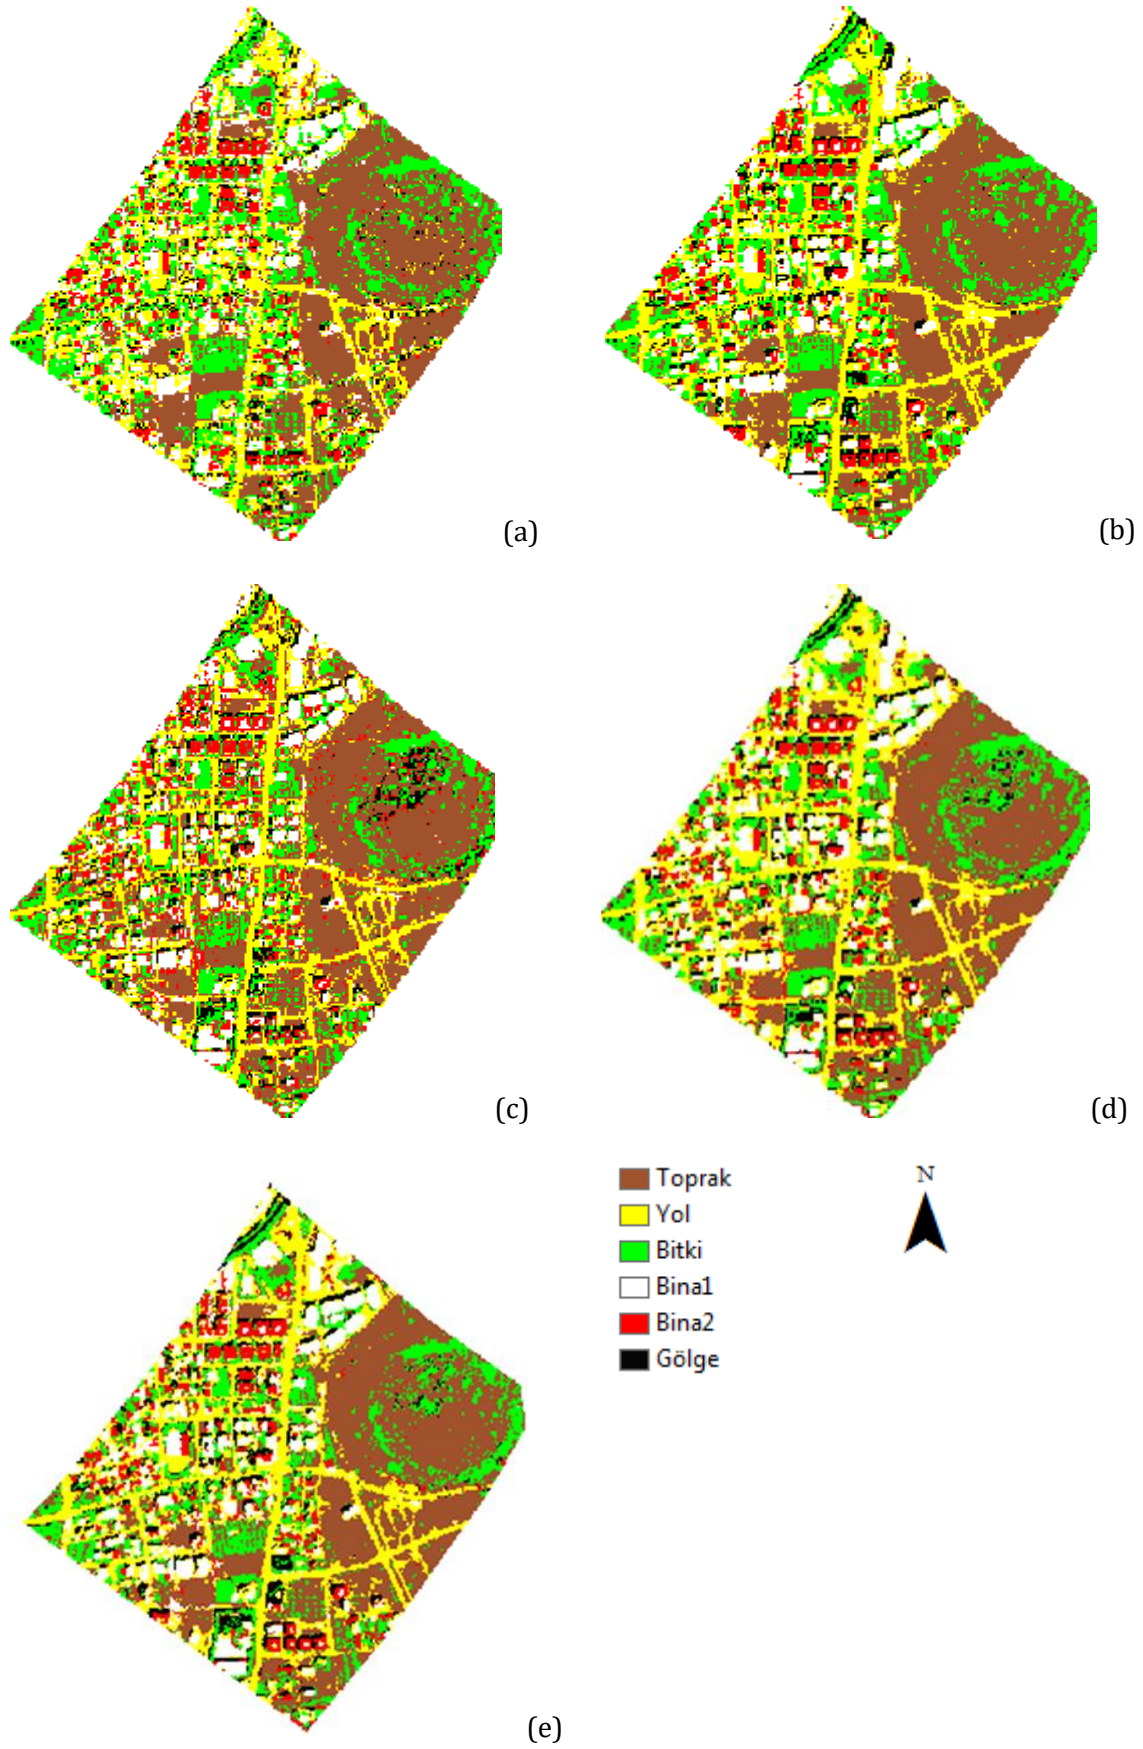 (a)
(b)
(c)
(d)
Toprak
Yol
Bitki
Bina1
Bina2
Gölge
N
(e)